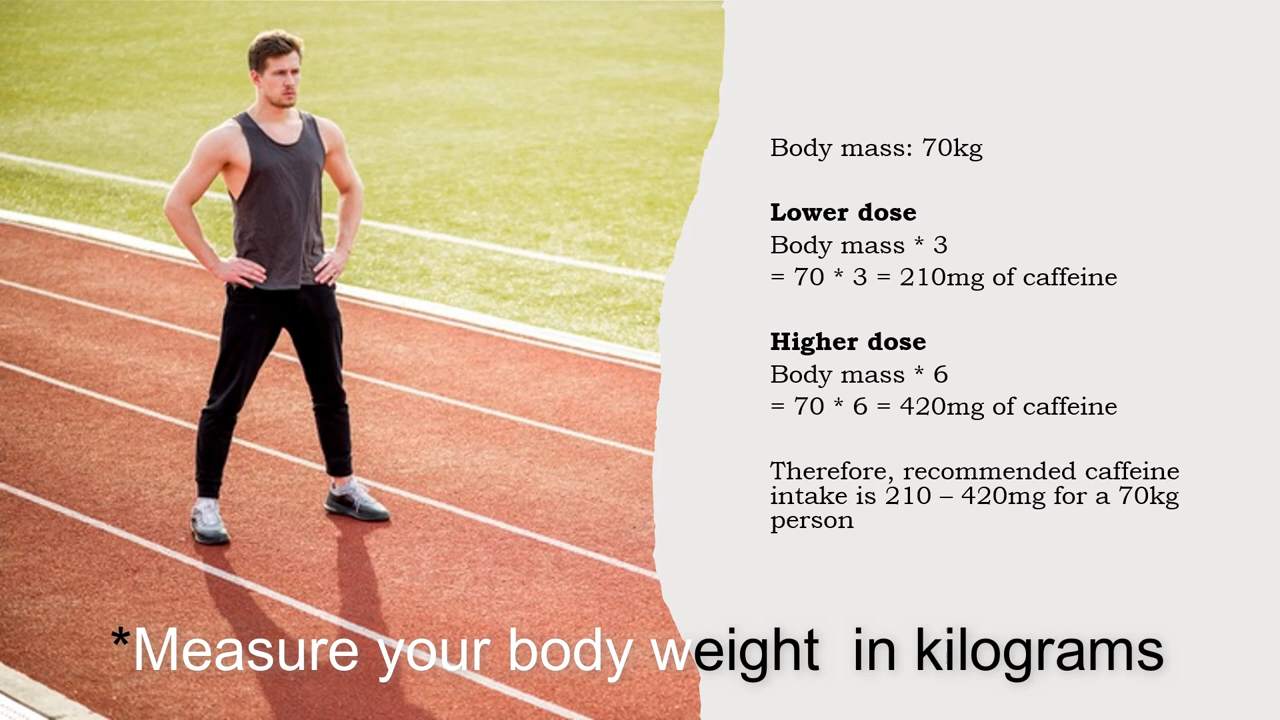 Body mass: 70kg
Lower dose
Body mass * 3
= 70 * 3 = 210mg of caffeine
Higher dose
Body mass * 6
= 70 * 6 = 420mg of caffeine
Therefore, recommended caffeine
intake is 210 – 420mg for a 70kg
person
*Measure your body weight  in kilograms